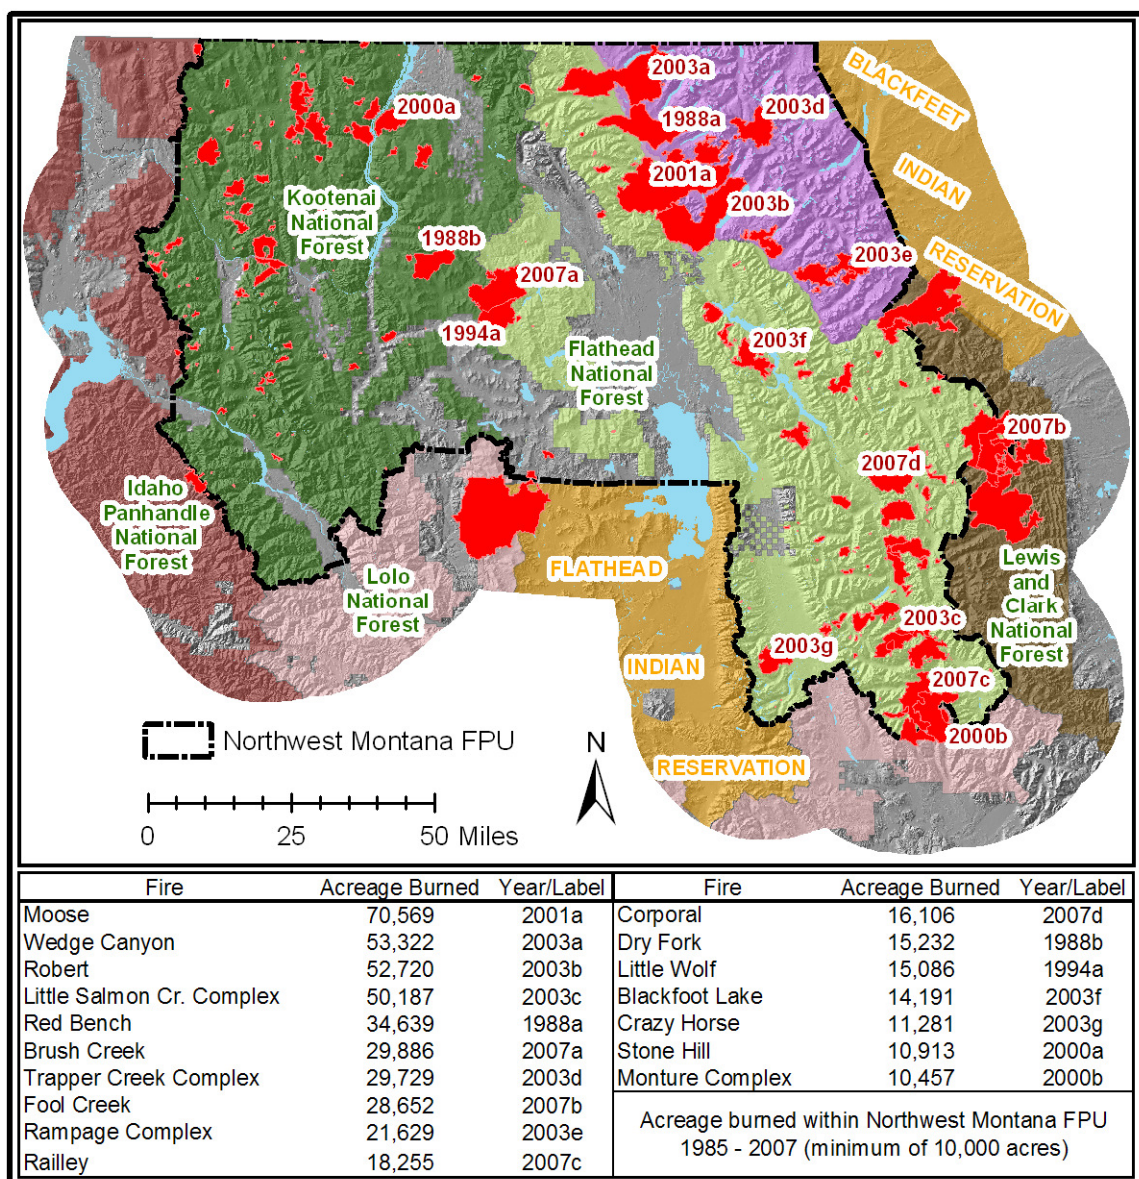 2003a
BLACKFEET
2000a
1988a
2003d
2001a
INDIAN
Kootenai
National
Forest
2003b
1988b
2003e
RESERVATION
2007a
1994a
2003f
Flathead
National
Forest
2007b
2007d
Idaho
Panhandle
National
Forest
FLATHEAD
Lolo
National
Forest
Lewis
and
Clark
National
Forest
2003c
2003g
INDIAN
2007c
2000b
RESERVATION
Northwest Montana FPU
N
0 25 50 Miles
Fire Acreage Burned Year/Label
Moose 70,569 2001a
Wedge Canyon 53,322 2003a
Robert 52,720 2003b
Little Salmon Cr. Complex 50,187 2003c
Red Bench 34,639 1988a
Brush Creek 29,886 2007a
Trapper Creek Complex 29,729 2003d
Fool Creek 28,652 2007b
Rampage Complex 21,629 2003e
Railley 18,255 2007c
Fire Acreage Burned Year/Label
Corporal 16,106 2007d
Dry Fork 15,232 1988b
Little Wolf 15,086 1994a
Blackfoot Lake 14,191 2003f
Crazy Horse 11,281 2003g
Stone Hill 10,913 2000a
Monture Complex 10,457 2000b
Acreage burned within Northwest Montana FPU
1985 - 2007 (minimum of 10,000 acres)